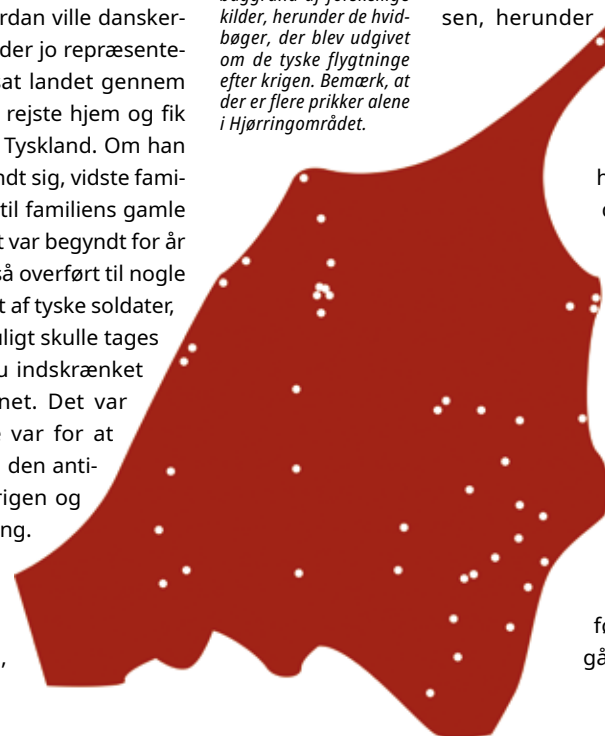 rdan ville dansker-
der jo repræsente-
sat landet gennem
rejste hjem og fik
Tyskland. Om han
ndt sig, vidste fami-
til familiens gamle
t var begyndt for år
så overført til nogle
t af tyske soldater,
uligt skulle tages
u indskrænket
net. Det var
var for at
den anti-
rigen og
ng.
,
kilder, herunder de hvid-
bøger, der blev udgivet
om de tyske flygtninge
efter krigen. Bemærk, at
der er flere prikker alene
i Hjørringområdet.
sen, herunder
gå